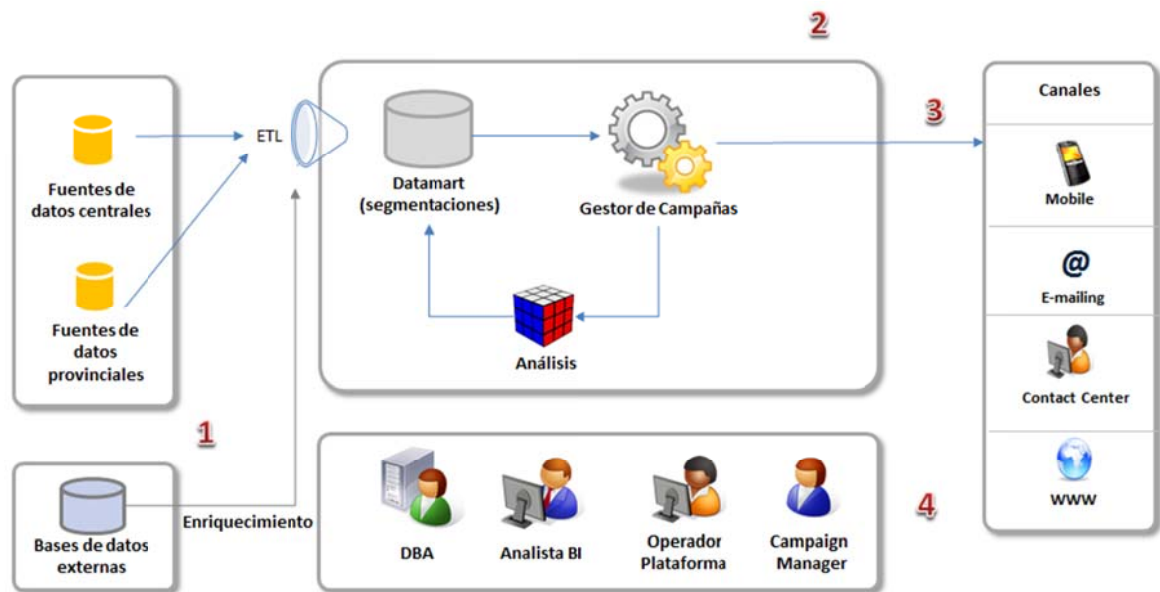 2
Fuentes de
datos centrales
Fuentes de
datos
provinciales
ETL
Datamart
(segmentaciones)
Gestor de Campañas
Análisis
3
Canales
Mobile
@
E-mailing
Contact Center
WWW
1
Bases de datos
externas
Enriquecimiento
DBA
Analista BI
Operador
Plataforma
Campaign
Manager
4